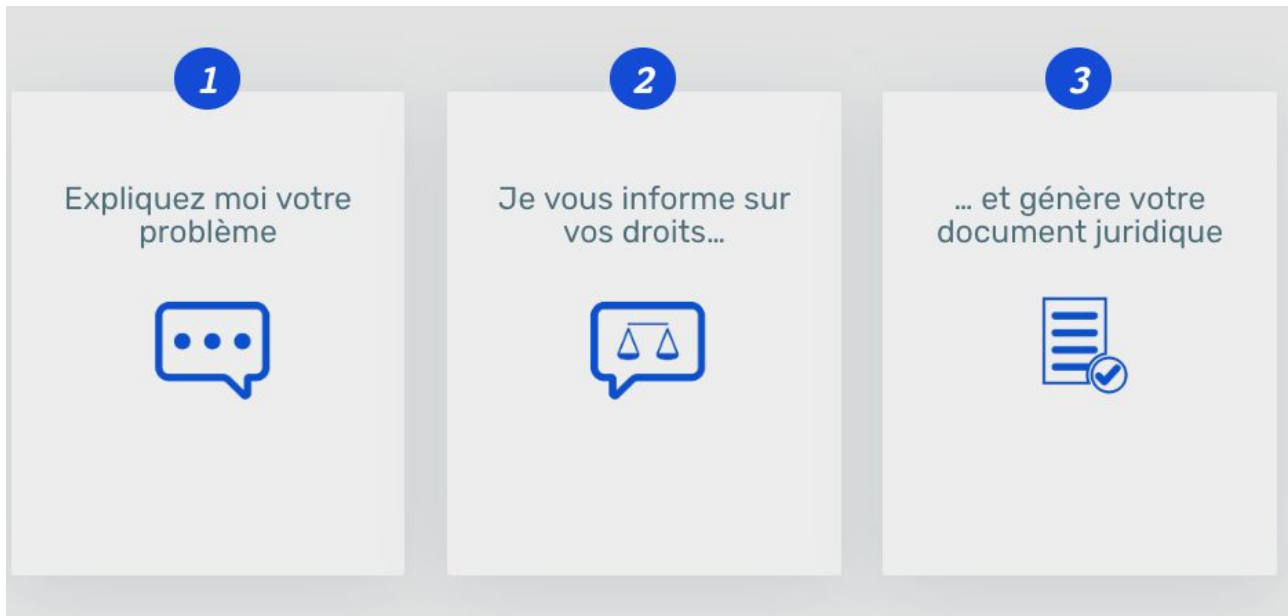 1
Expliquez moi votre
problème
2
Je vous informe sur
vos droits…
3
… et génère votre
document juridique